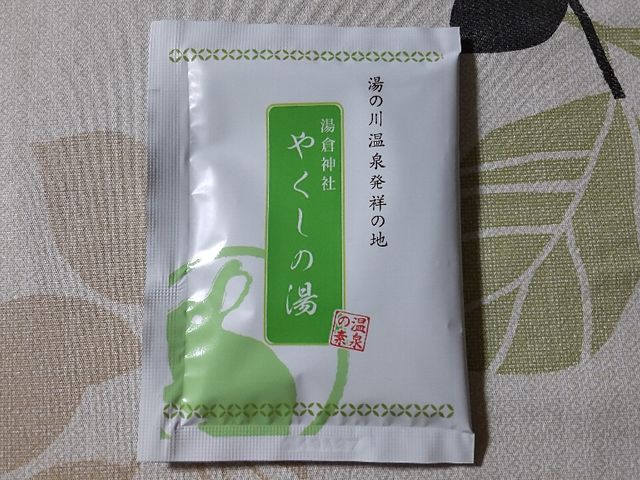 湯の川温泉発祥の地
湯倉神社
やくしの湯
温泉
の素